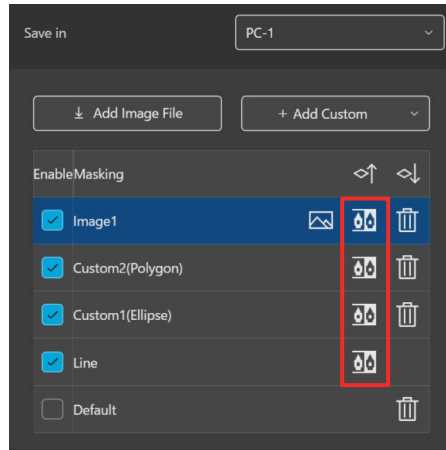 Save in
PC-1
Add Image File
+ Add Custom
Enable Masking
Image1
Custom2(Polygon)
Custom1(Ellipse)
Line
Default